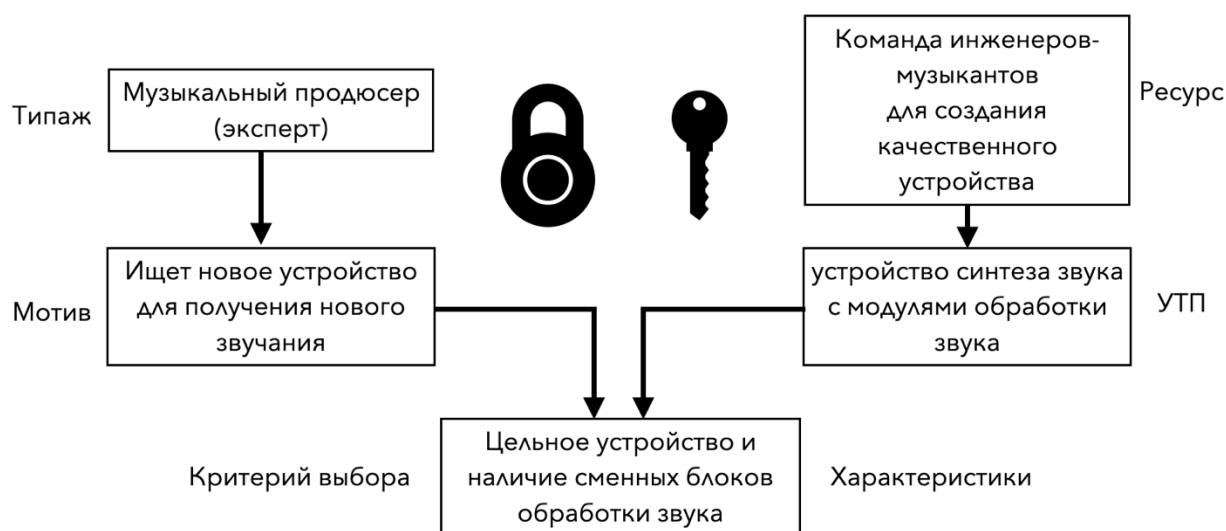 Типаж
Музыкальный продюсер
(эксперт)
Команда инженеров-
музыкантов
для создания
качественного
устройства
Ресурс
Мотив
Ищет новое устройство
для получения нового
звучания
устройство синтеза звука
с модулями обработки
звука
УТП
Критерий выбора
Цельное устройство и
наличие сменных блоков
обработки звука
Характеристики